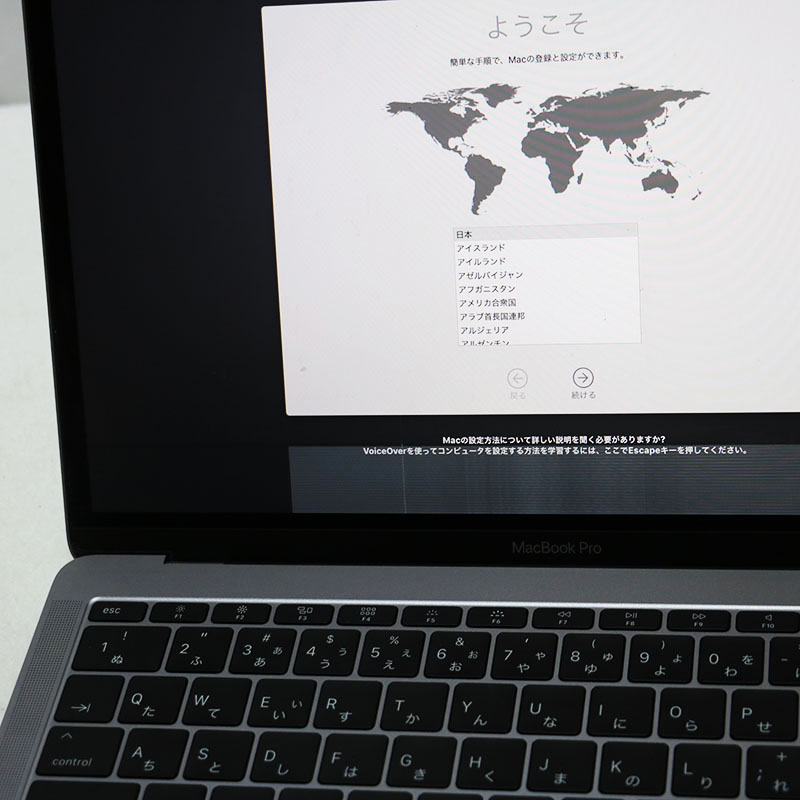 ようこそ
簡単な手順で、Macの登録と設定ができます。
日本
アイスランド
アイルランド
アゼルバイジャン
アフガニスタン
アメリカ合衆国
アラブ首長国連邦
アルジェリア
アルゼンチン
戻る 続ける
Macの設定方法について詳しい説明を聞く必要がありますか?
VoiceOverを使ってコンピュータを設定する方法を学習するには、ここでEscapeキーを押してください。
MacBook Pro
esc F1 F2 F3 F4 F5 F6 F7 F8 F9 F10
! " # ぁ $ ぅ % ぇ & ぉ ' ゃ ( ゅ ) ょ を -
1 ぬ 2 ふ 3 あ 4 う 5 え 6 お 7 や 8 ゆ 9 よ 0 わ
Q た W て E い ぃ R す T か Y ん U な I に O ら P せ
control A ち S と D し F は G き H く J ま K の L り + ; れ